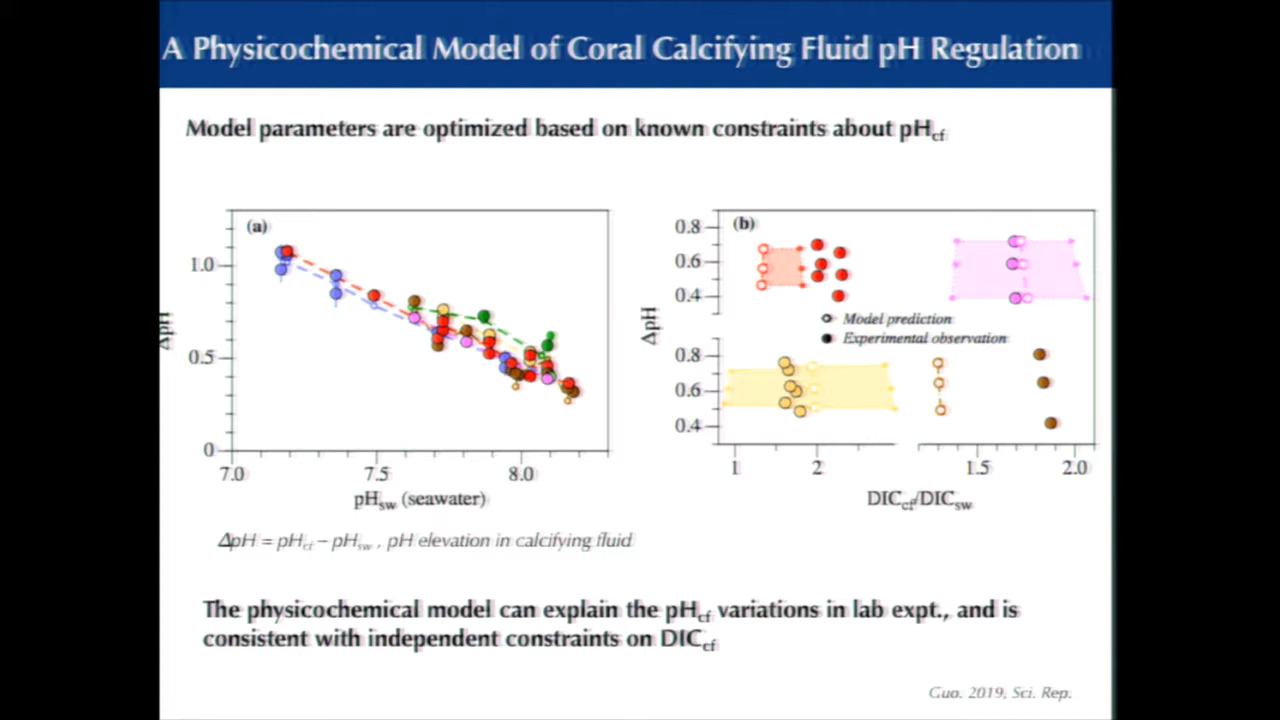 A Physicochemical Model of Coral Calcifying Fluid pH Regulation
Model parameters are optimized based on known constraints about pHcf
(a)
1.0
0.5
0
ΔpH
7.0 7.5 8.0
pHsw (seawater)
(b)
0.8
0.6
0.4
ΔpH
Model prediction
Experimental observation
0.8
0.6
0.4
1 2 1.5 2.0
DICcf/DICsw
ΔpH = pHcf – pHsw , pH elevation in calcifying fluid
The physicochemical model can explain the pHcf variations in lab expt., and is
consistent with independent constraints on DICcf
Guo. 2019, Sci. Rep.